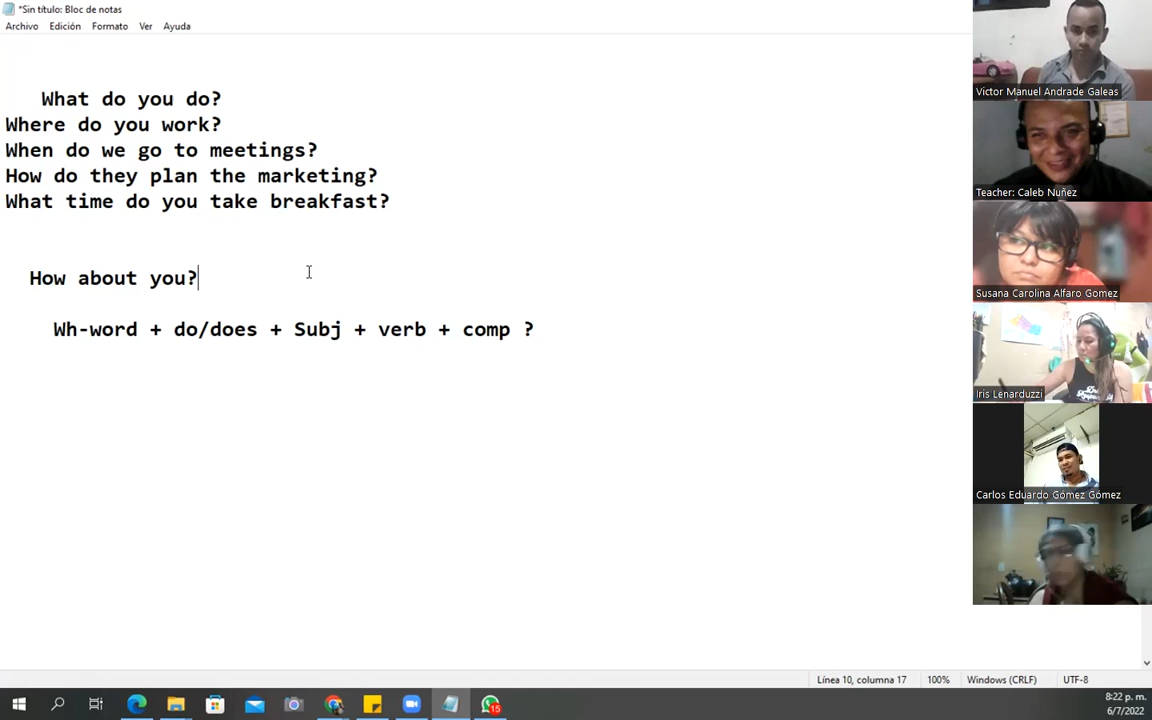 *Sin título: Bloc de notas
Archivo Edición Formato Ver Ayuda
What do you do?
Where do you work?
When do we go to meetings?
How do they plan the marketing?
What time do you take breakfast?
How about you?
Wh-word + do/does + Subj + verb + comp ?
Victor Manuel Andrade Galeas
Teacher: Caleb Nuñez
Susana Carolina Alfaro Gomez
Iris Lenarduzzi
Carlos Eduardo Gómez Gómez
Línea 10, columna 17 100% Windows (CRLF) UTF-8
15
8:22 p. m.
6/7/2022